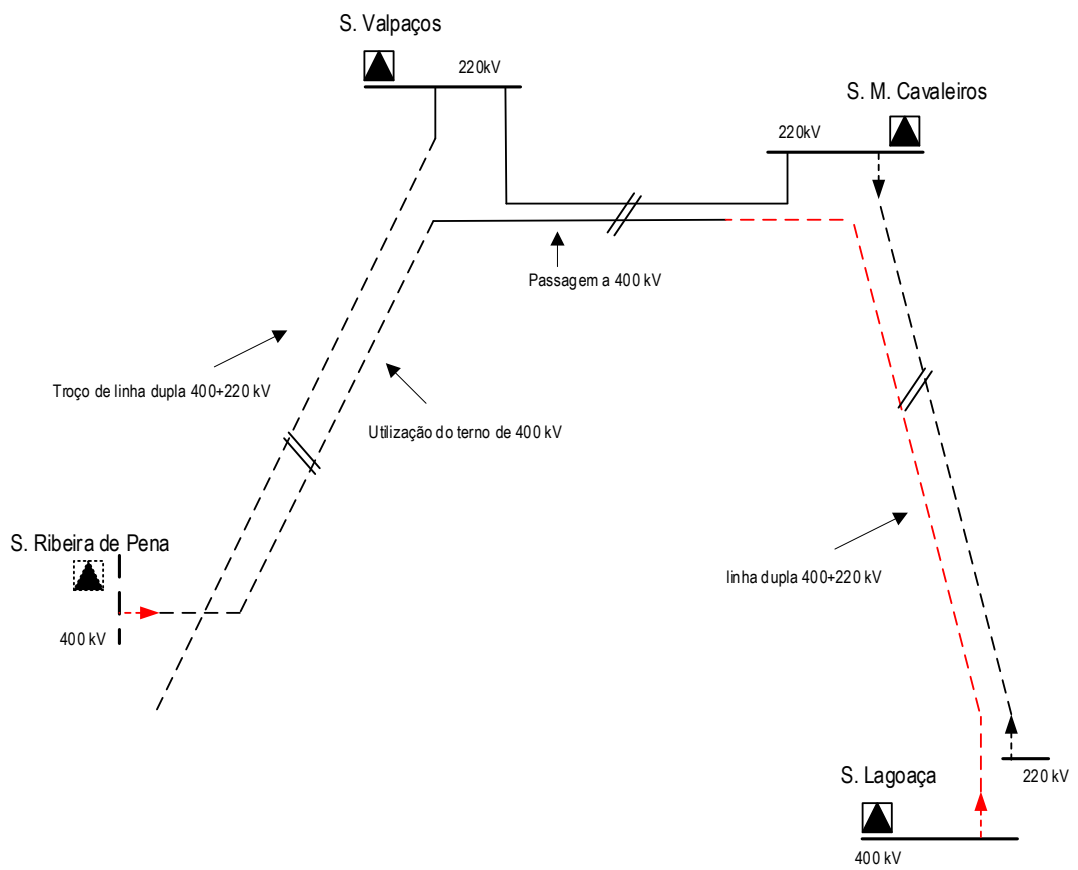 S. Valpaços
220kV
S. M. Cavaleiros
220kV
Passagem a 400 kV
Troço de linha dupla 400+220 kV
Utilização do terno de 400 kV
S. Ribeira de Pena
400 kV
linha dupla 400+220 kV
S. Lagoaça
220 kV
400 kV